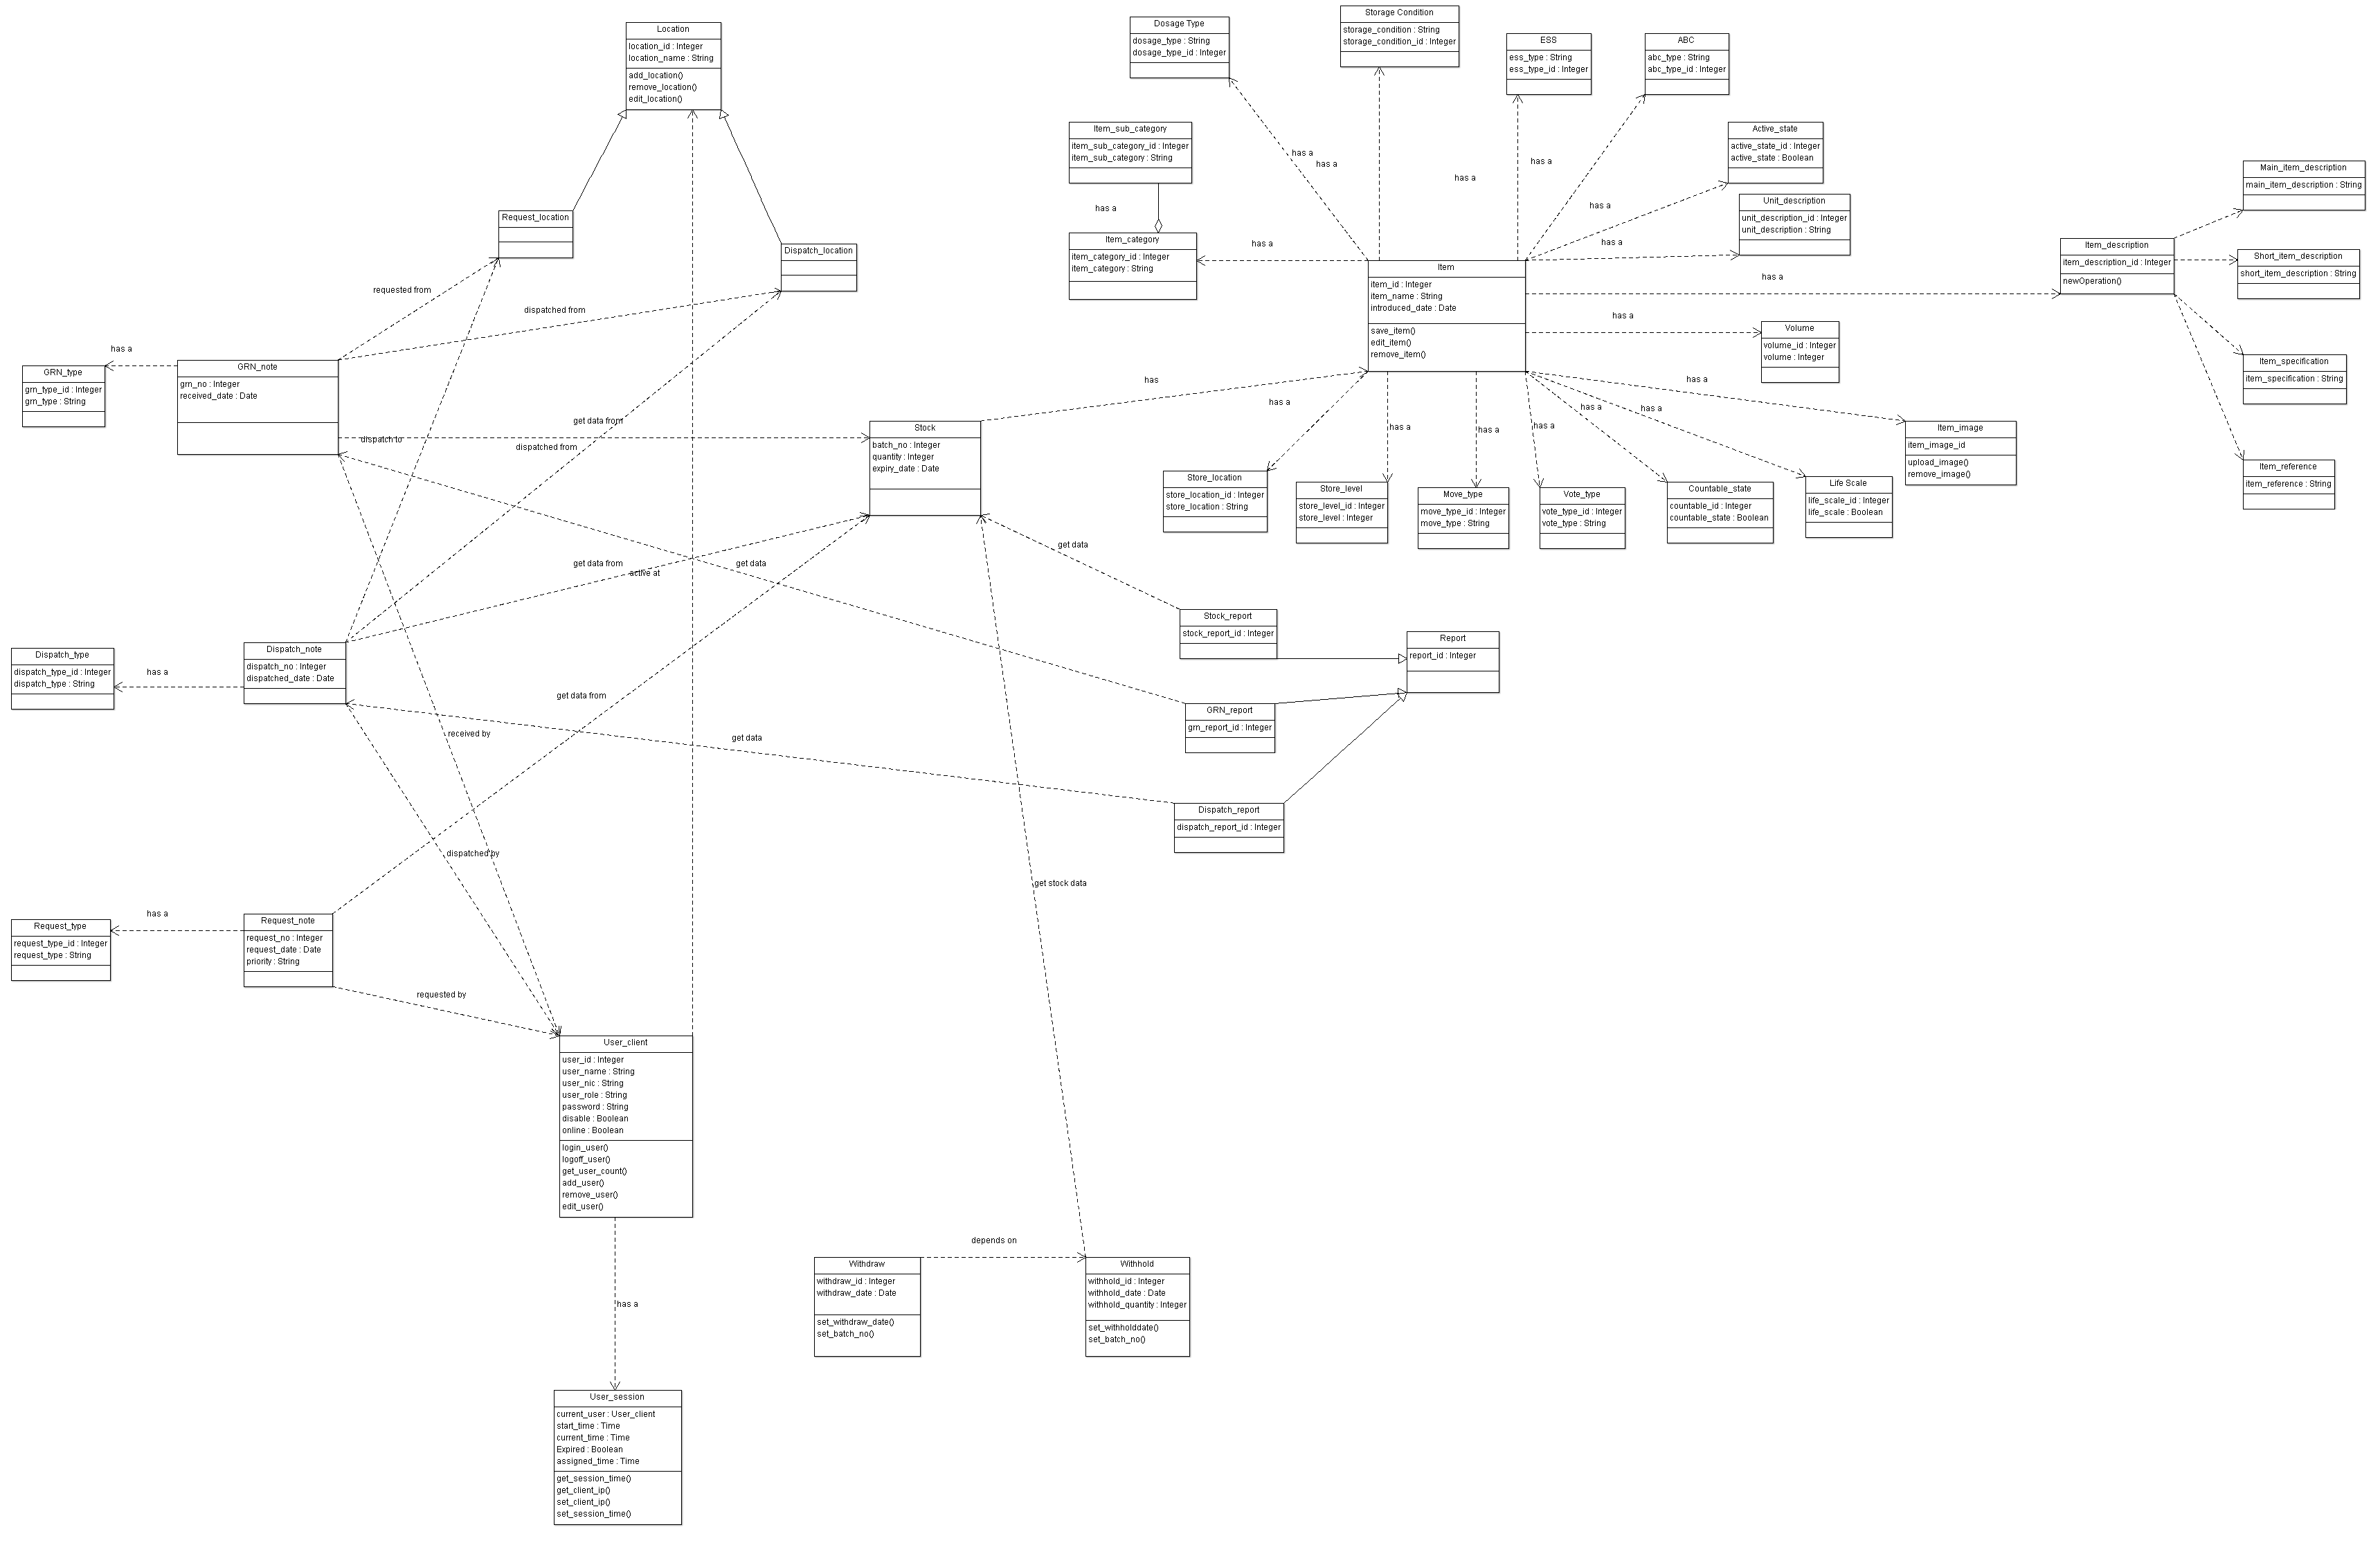 Location
location_id : Integer
location_name : String
add_location()
remove_location()
edit_location()
Dosage Type
dosage_type : String
dosage_type_id : Integer
Storage Condition
storage_condition : String
storage_condition_id : Integer
ESS
ess_type : String
ess_type_id : Integer
ABC
abc_type : String
abc_type_id : Integer
Item_sub_category
item_sub_category_id : Integer
item_sub_category : String
Active_state
active_state_id : Integer
active_state : Boolean
Main_item_description
main_item_description : String
has a
has a
has a
has a
has a
has a
has a
has a
has a
Unit_description
unit_description_id : Integer
unit_description : String
Request_location
Dispatch_location
Item_category
item_category_id : Integer
item_category : String
Item
item_id : Integer
item_name : String
introduced_date : Date
save_item()
edit_item()
remove_item()
Item_description
item_description_id : Integer
newOperation()
Short_item_description
short_item_description : String
requested from
dispatched from
has a
Volume
volume_id : Integer
volume : Integer
has a
GRN_type
grn_type_id : Integer
grn_type : String
GRN_note
grn_no : Integer
received_date : Date
Item_specification
item_specification : String
has
has a
has a
has a
has a
has a
has a
has a
get data from
dispatch to
dispatched from
Stock
batch_no : Integer
quantity : Integer
expiry_date : Date
Item_image
item_image_id
upload_image()
remove_image()
Store_location
store_location_id : Integer
store_location : String
Store_level
store_level_id : Integer
store_level : Integer
Move_type
move_type_id : Integer
move_type : String
Vote_type
vote_type_id : Integer
vote_type : String
Countable_state
countable_id : Integer
countable_state : Boolean
Life Scale
life_scale_id : Integer
life_scale : Boolean
Item_reference
item_reference : String
get data
get data from
active at
get data
Stock_report
stock_report_id : Integer
Report
report_id : Integer
Dispatch_type
dispatch_type_id : Integer
dispatch_type : String
has a
Dispatch_note
dispatch_no : Integer
dispatched_date : Date
get data from
GRN_report
grn_report_id : Integer
received by
get data
Dispatch_report
dispatch_report_id : Integer
dispatched by
get stock data
Request_type
request_type_id : Integer
request_type : String
has a
Request_note
request_no : Integer
request_date : Date
priority : String
requested by
User_client
user_id : Integer
user_name : String
user_nic : String
user_role : String
password : String
disable : Boolean
online : Boolean
login_user()
logoff_user()
get_user_count()
add_user()
remove_user()
edit_user()
depends on
Withdraw
withdraw_id : Integer
withdraw_date : Date
set_withdraw_date()
set_batch_no()
Withhold
withhold_id : Integer
withhold_date : Date
withhold_quantity : Integer
set_withholddate()
set_batch_no()
has a
User_session
current_user : User_client
start_time : Time
current_time : Time
Expired : Boolean
assigned_time : Time
get_session_time()
get_client_ip()
set_client_ip()
set_session_time()